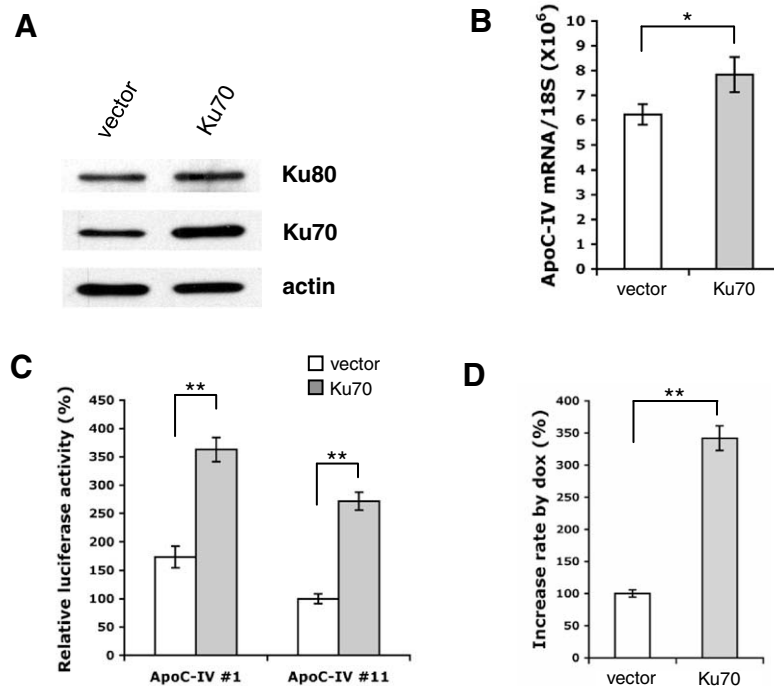 A
vector
Ku70
Ku80
Ku70
actin
B
ApoC-IV mRNA/18S (X10⁶)
10
9
8
7
6
5
4
3
2
1
0
*
vector
Ku70
C
vector
Ku70
Relative luciferase activity (%)
450
400
350
300
250
200
150
100
50
0
**
**
ApoC-IV #1
ApoC-IV #11
D
Increase rate by dox (%)
400
350
300
250
200
150
100
50
0
**
vector
Ku70